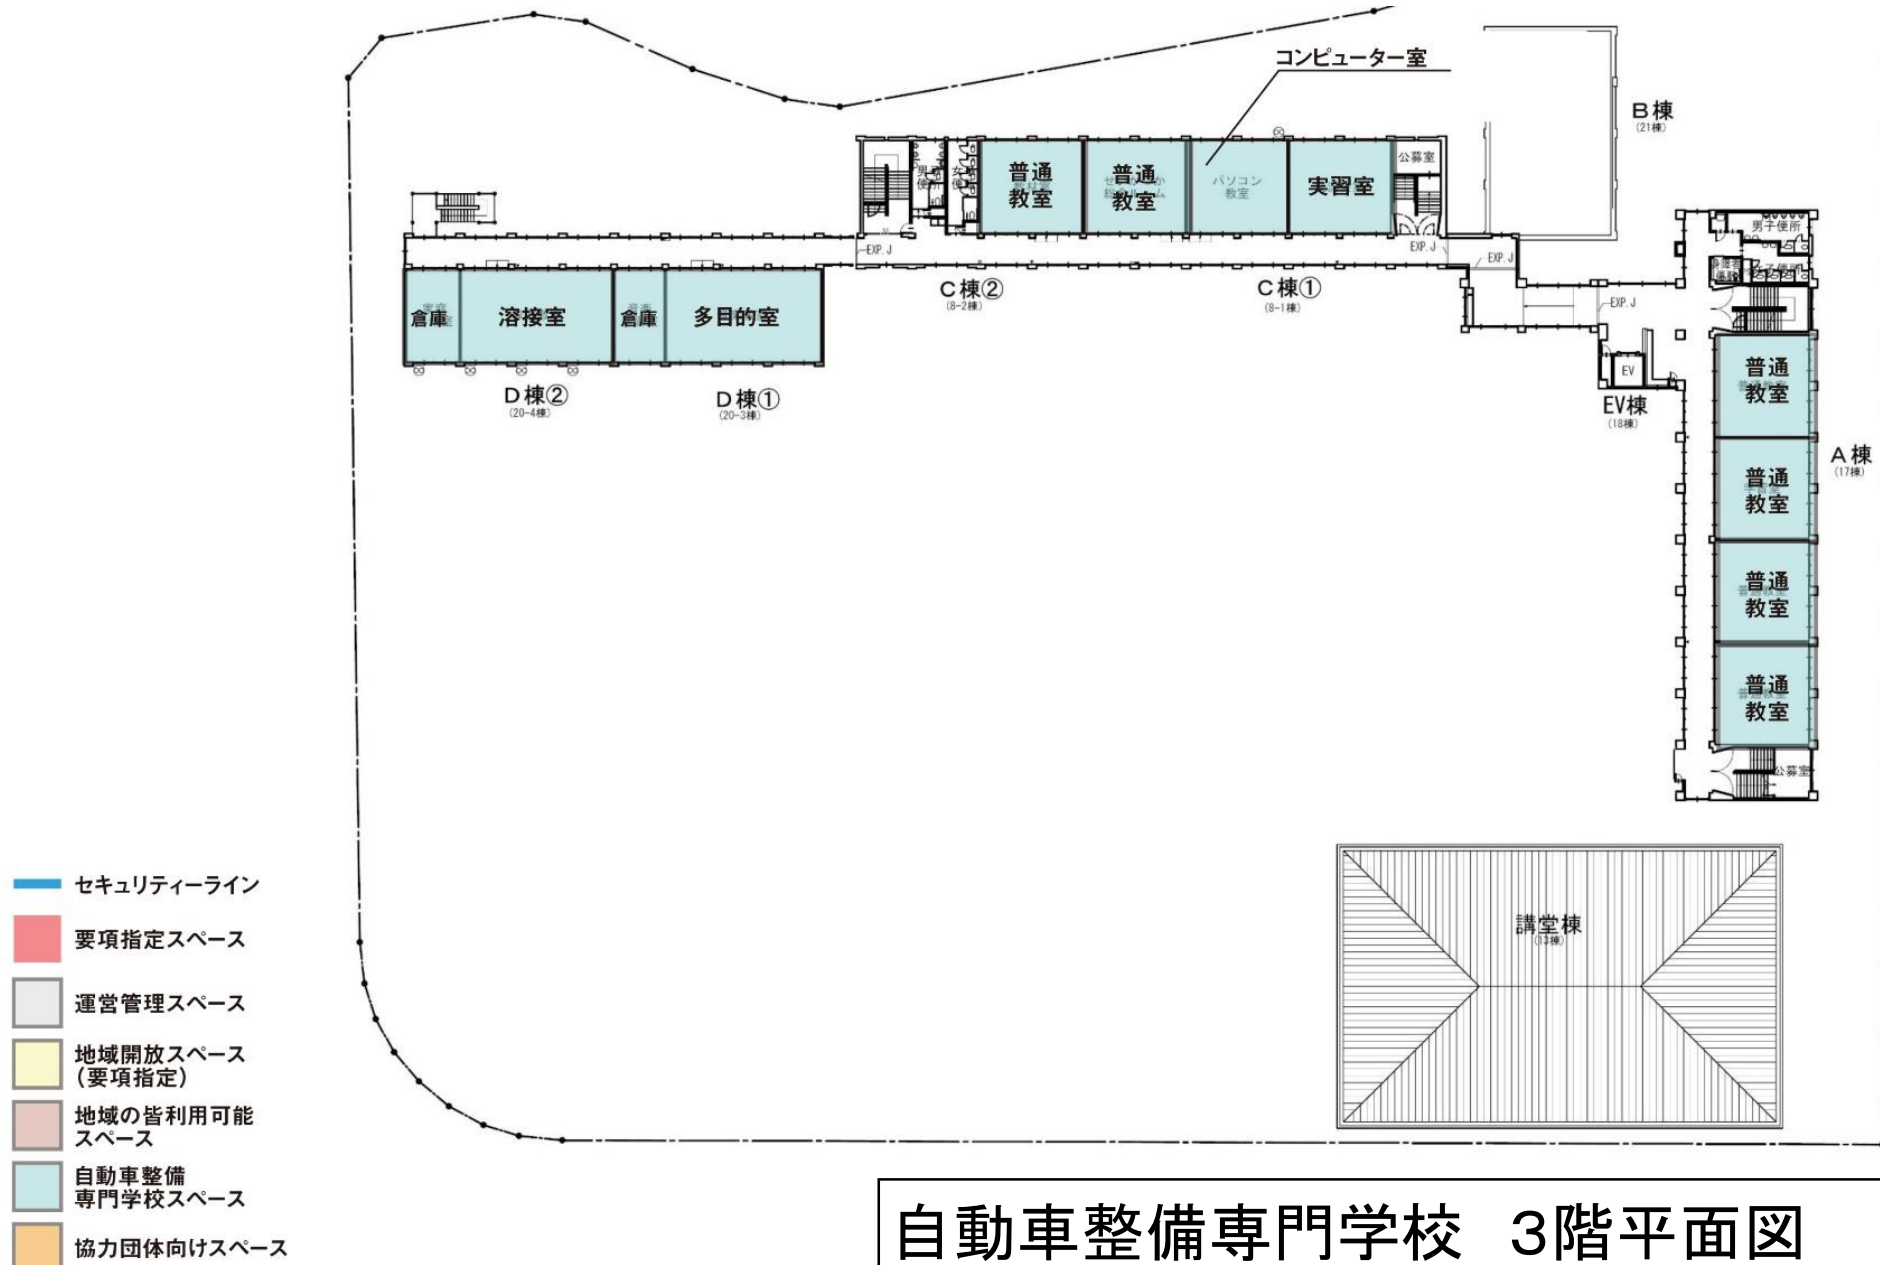 コンピューター室
B棟
(21棟)
公募室
普通
教室
普通
教室
パソコン
教室
実習室
男子便所
EXP.J
EXP.J
EXP.J
EXP.J
C棟②
(8-2棟)
C棟①
(8-1棟)
倉庫
溶接室
倉庫
多目的室
D棟②
(20-4棟)
D棟①
(20-3棟)
EV
EV棟
(18棟)
普通
教室
A棟
(17棟)
普通
教室
普通
教室
普通
教室
公募室
講堂棟
(13棟)
セキュリティーライン
要項指定スペース
運営管理スペース
地域開放スペース
(要項指定)
地域の皆利用可能
スペース
自動車整備
専門学校スペース
協力団体向けスペース
自動車整備専門学校 3階平面図